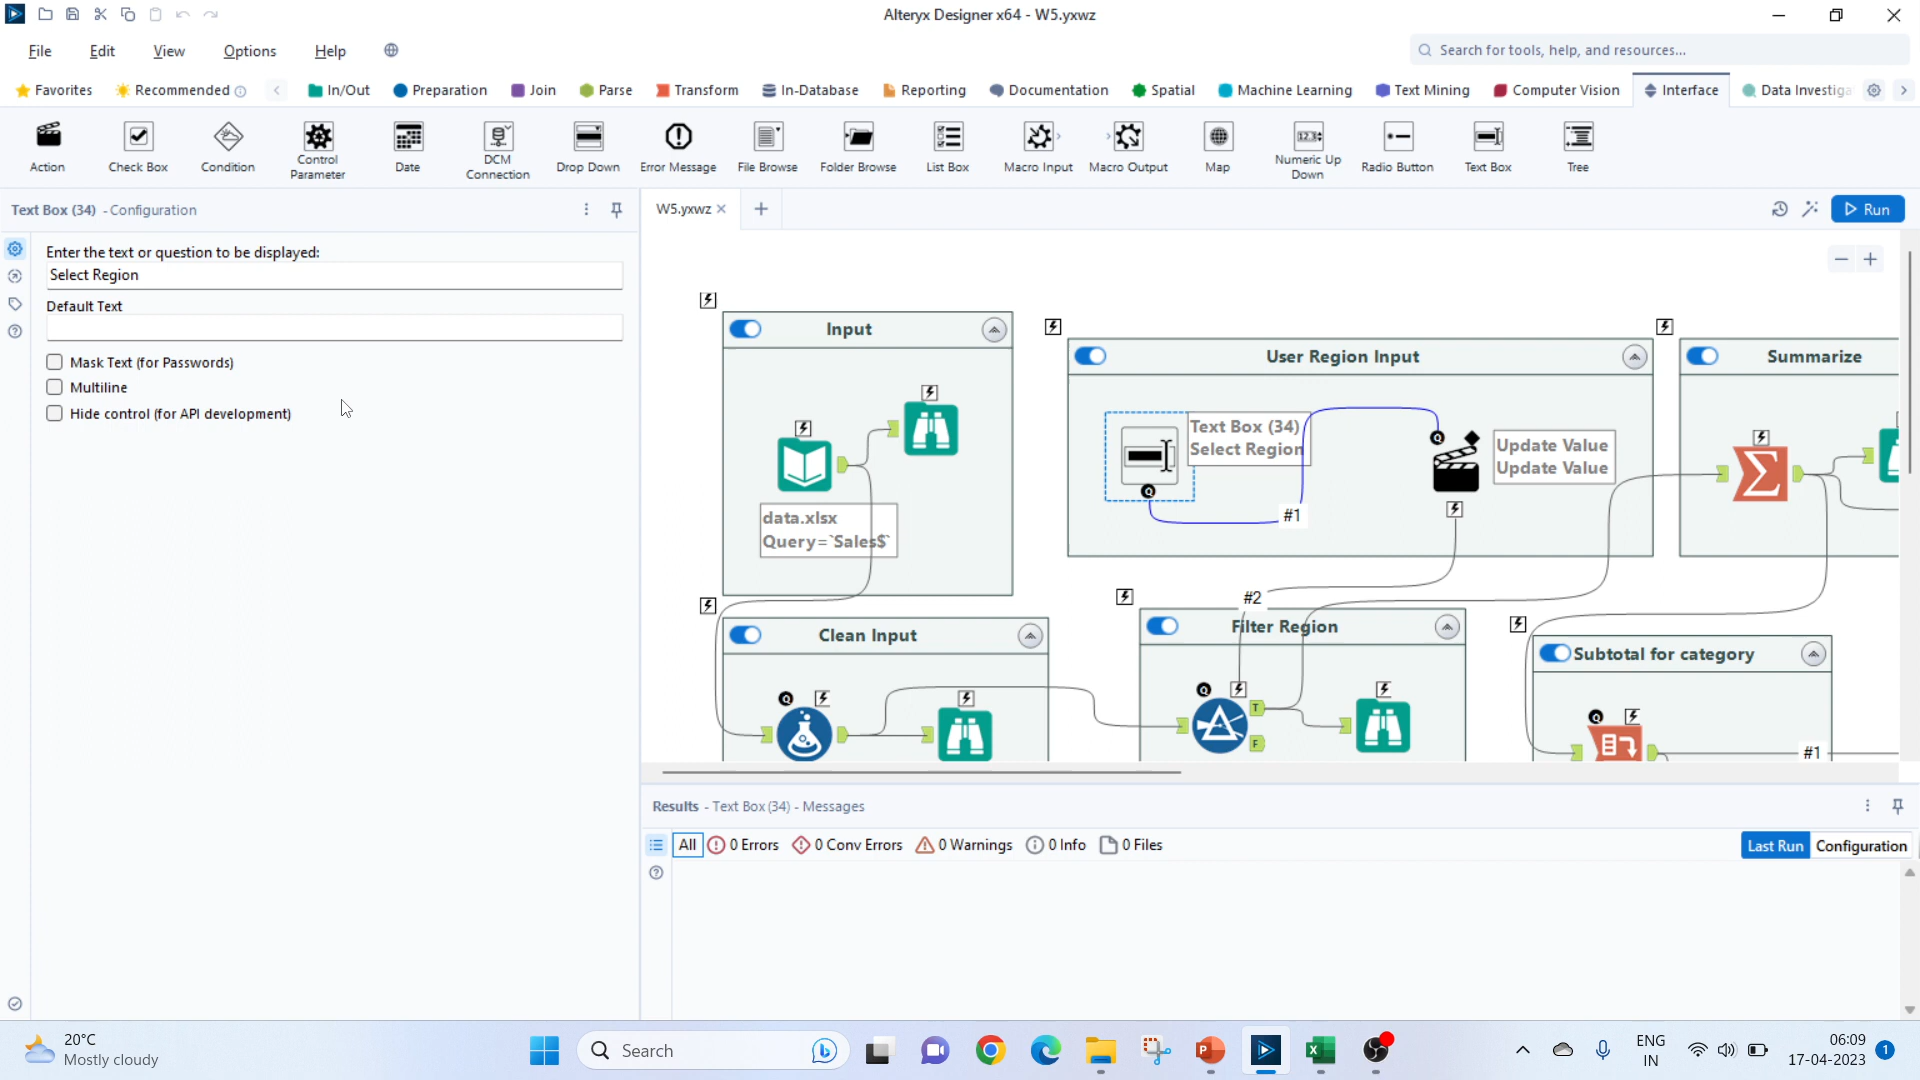 Alteryx Designer x64 - W5.yxwz
File Edit View Options Help
Search for tools, help, and resources...
Favorites Recommended In/Out Preparation Join Parse Transform In-Database Reporting Documentation Spatial Machine Learning Text Mining Computer Vision Interface Data Investiga
Action Check Box Condition Control Parameter Date DCM Connection Drop Down Error Message File Browse Folder Browse List Box Macro Input Macro Output Map Numeric Up Down Radio Button Text Box Tree
Text Box (34) - Configuration
W5.yxwz
Run
Enter the text or question to be displayed:
Select Region
Default Text
Mask Text (for Passwords)
Multiline
Hide control (for API development)
Input
data.xlsx
Query=`Sales$`
User Region Input
Text Box (34)
Select Region
Q
Q
#1
Update Value
Update Value
Summarize
Clean Input
Q
#2
Filter Region
Q
T
F
Subtotal for category
Q
#1
Results - Text Box (34) - Messages
All 0 Errors 0 Conv Errors 0 Warnings 0 Info 0 Files
Last Run Configuration
20°C
Mostly cloudy
Search
ENG
IN
06:09
17-04-2023
1